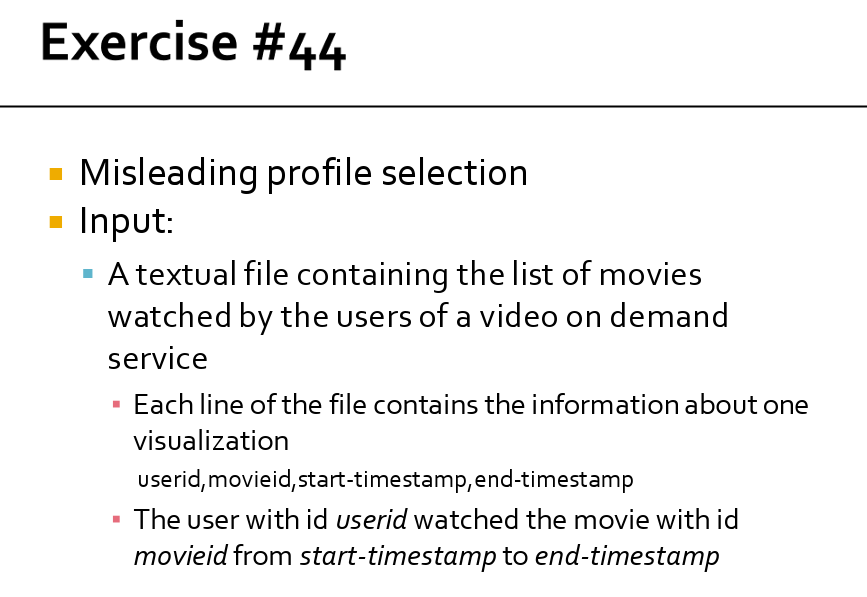 Exercise #44
Misleading profile selection
Input:
A textual file containing the list of movies
watched by the users of a video on demand
service
Each line of the file contains the information about one
visualization
userid,movieid,start-timestamp,end-timestamp
The user with id userid watched the movie with id
movieid from start-timestamp to end-timestamp